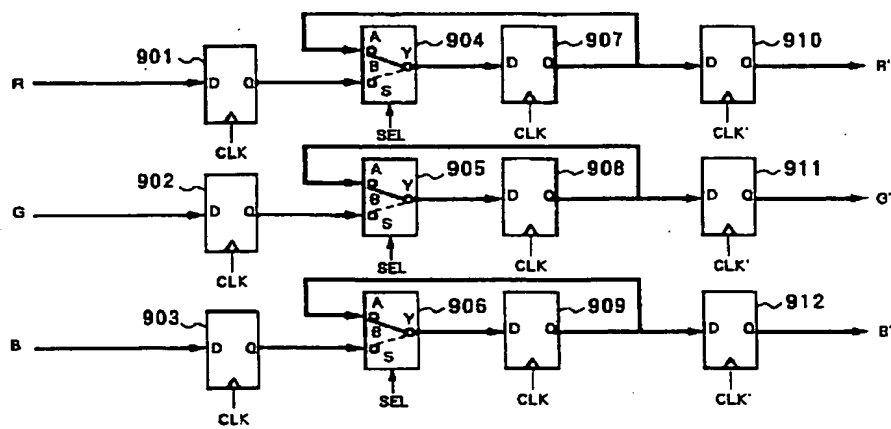 901 A B Y S 904 907 910
R D Q D Q D Q R'
CLK SEL CLK CLK'
902 A B Y S 905 908 911
G D Q D Q D Q G'
CLK SEL CLK CLK'
903 A B Y S 906 909 912
B D Q D Q D Q B'
CLK SEL CLK CLK'